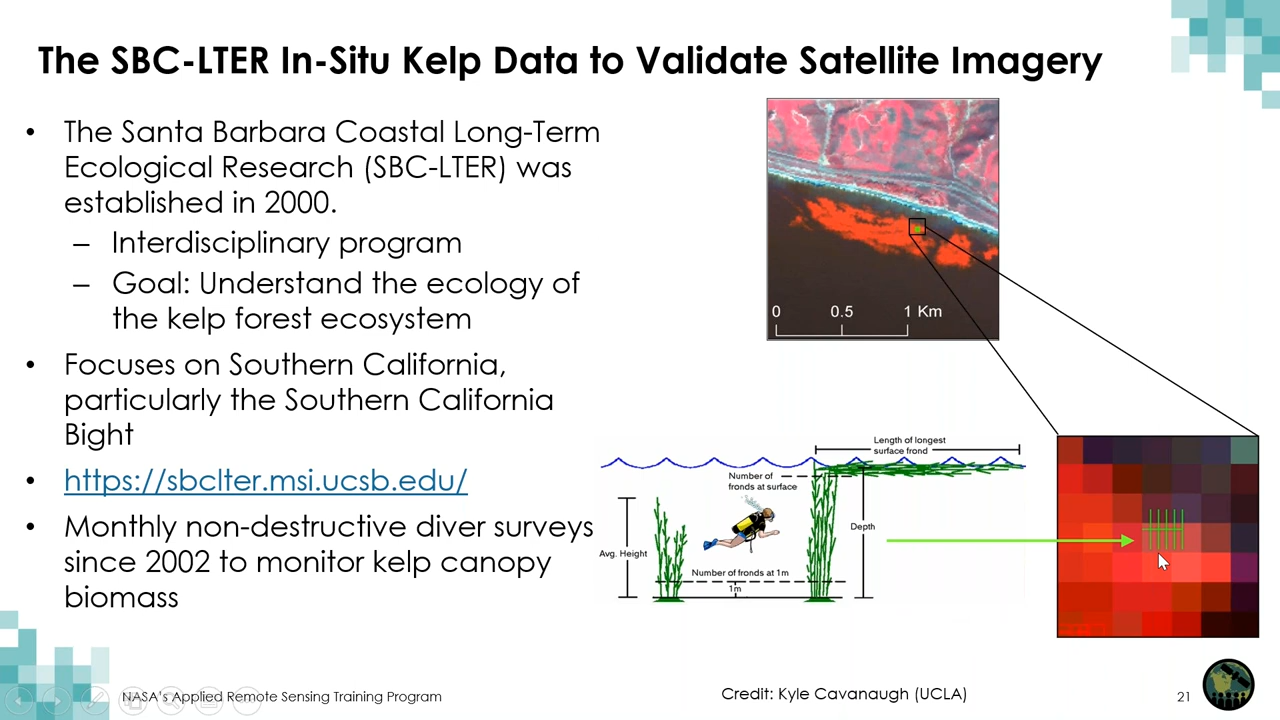 The SBC-LTER In-Situ Kelp Data to Validate Satellite Imagery
• The Santa Barbara Coastal Long-Term
Ecological Research (SBC-LTER) was
established in 2000.
– Interdisciplinary program
– Goal: Understand the ecology of
the kelp forest ecosystem
• Focuses on Southern California,
particularly the Southern California
Bight
• https://sbclter.msi.ucsb.edu/
• Monthly non-destructive diver surveys
since 2002 to monitor kelp canopy
biomass
0 0.5 1 Km
Length of longest
surface frond
Number of
fronds at surface
Depth
Avg. Height
Number of fronds at 1m
1m
NASA's Applied Remote Sensing Training Program
Credit: Kyle Cavanaugh (UCLA)
21